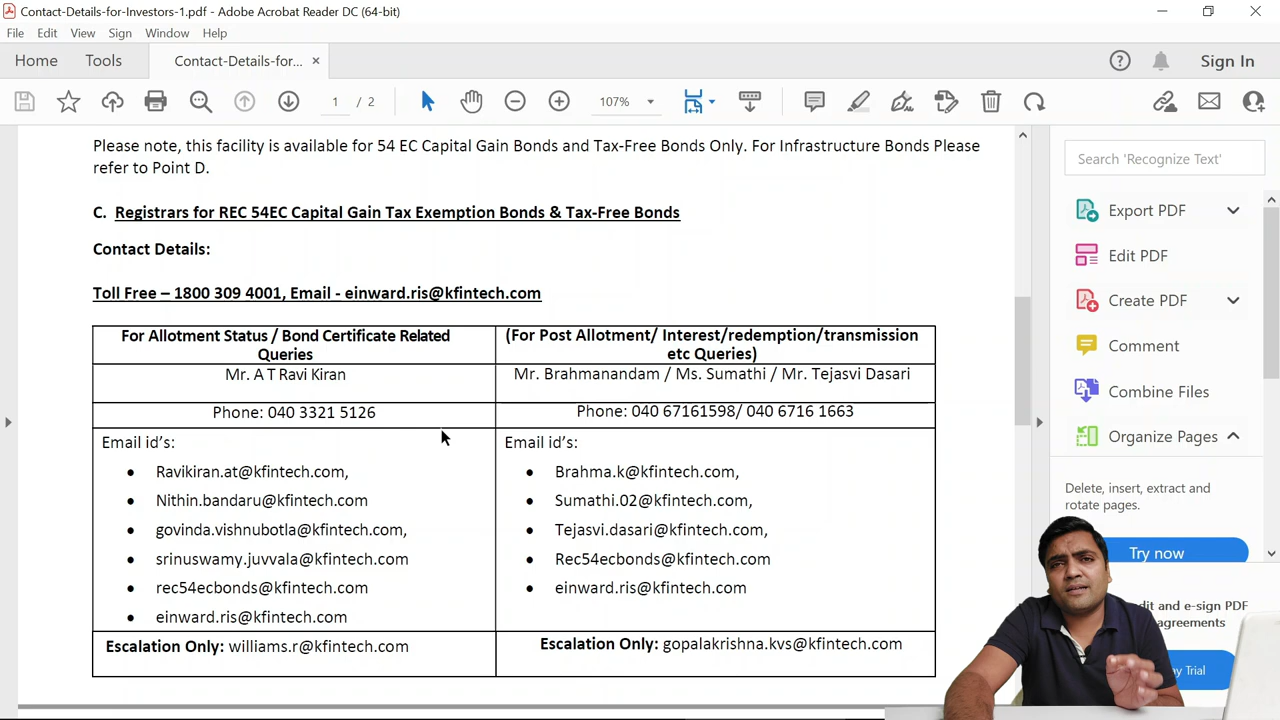 Contact-Details-for-Investors-1.pdf - Adobe Acrobat Reader DC (64-bit)
File Edit View Sign Window Help
Home Tools Contact-Details-for... × Sign In
1 / 2 107%
Please note, this facility is available for 54 EC Capital Gain Bonds and Tax-Free Bonds Only. For Infrastructure Bonds Please
refer to Point D.
C. Registrars for REC 54EC Capital Gain Tax Exemption Bonds & Tax-Free Bonds
Contact Details:
Toll Free – 1800 309 4001, Email - einward.ris@kfintech.com
For Allotment Status / Bond Certificate Related
Queries
Mr. A T Ravi Kiran
Phone: 040 3321 5126
Email id’s:
• Ravikiran.at@kfintech.com,
• Nithin.bandaru@kfintech.com
• govinda.vishnubotla@kfintech.com,
• srinuswamy.juvvala@kfintech.com
• rec54ecbonds@kfintech.com
• einward.ris@kfintech.com
Escalation Only: williams.r@kfintech.com
(For Post Allotment/ Interest/redemption/transmission
etc Queries)
Mr. Brahmanandam / Ms. Sumathi / Mr. Tejasvi Dasari
Phone: 040 67161598/ 040 6716 1663
Email id’s:
• Brahma.k@kfintech.com,
• Sumathi.02@kfintech.com,
• Tejasvi.dasari@kfintech.com,
• Rec54ecbonds@kfintech.com
• einward.ris@kfintech.com
Escalation Only: gopalakrishna.kvs@kfintech.com
Search 'Recognize Text'
Export PDF
Edit PDF
Create PDF
Comment
Combine Files
Organize Pages
Delete, insert, extract and
rotate pages.
Try now
dit and e-sign PDF
agreements
Trial